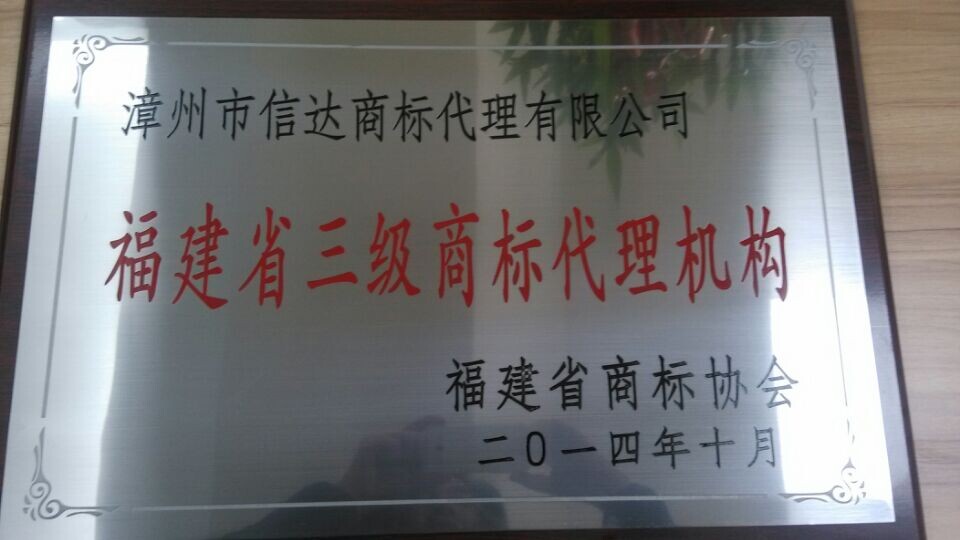 漳州市信达商标代理有限公司
福建省三级商标代理机构
福建省商标协会
二〇一四年十月